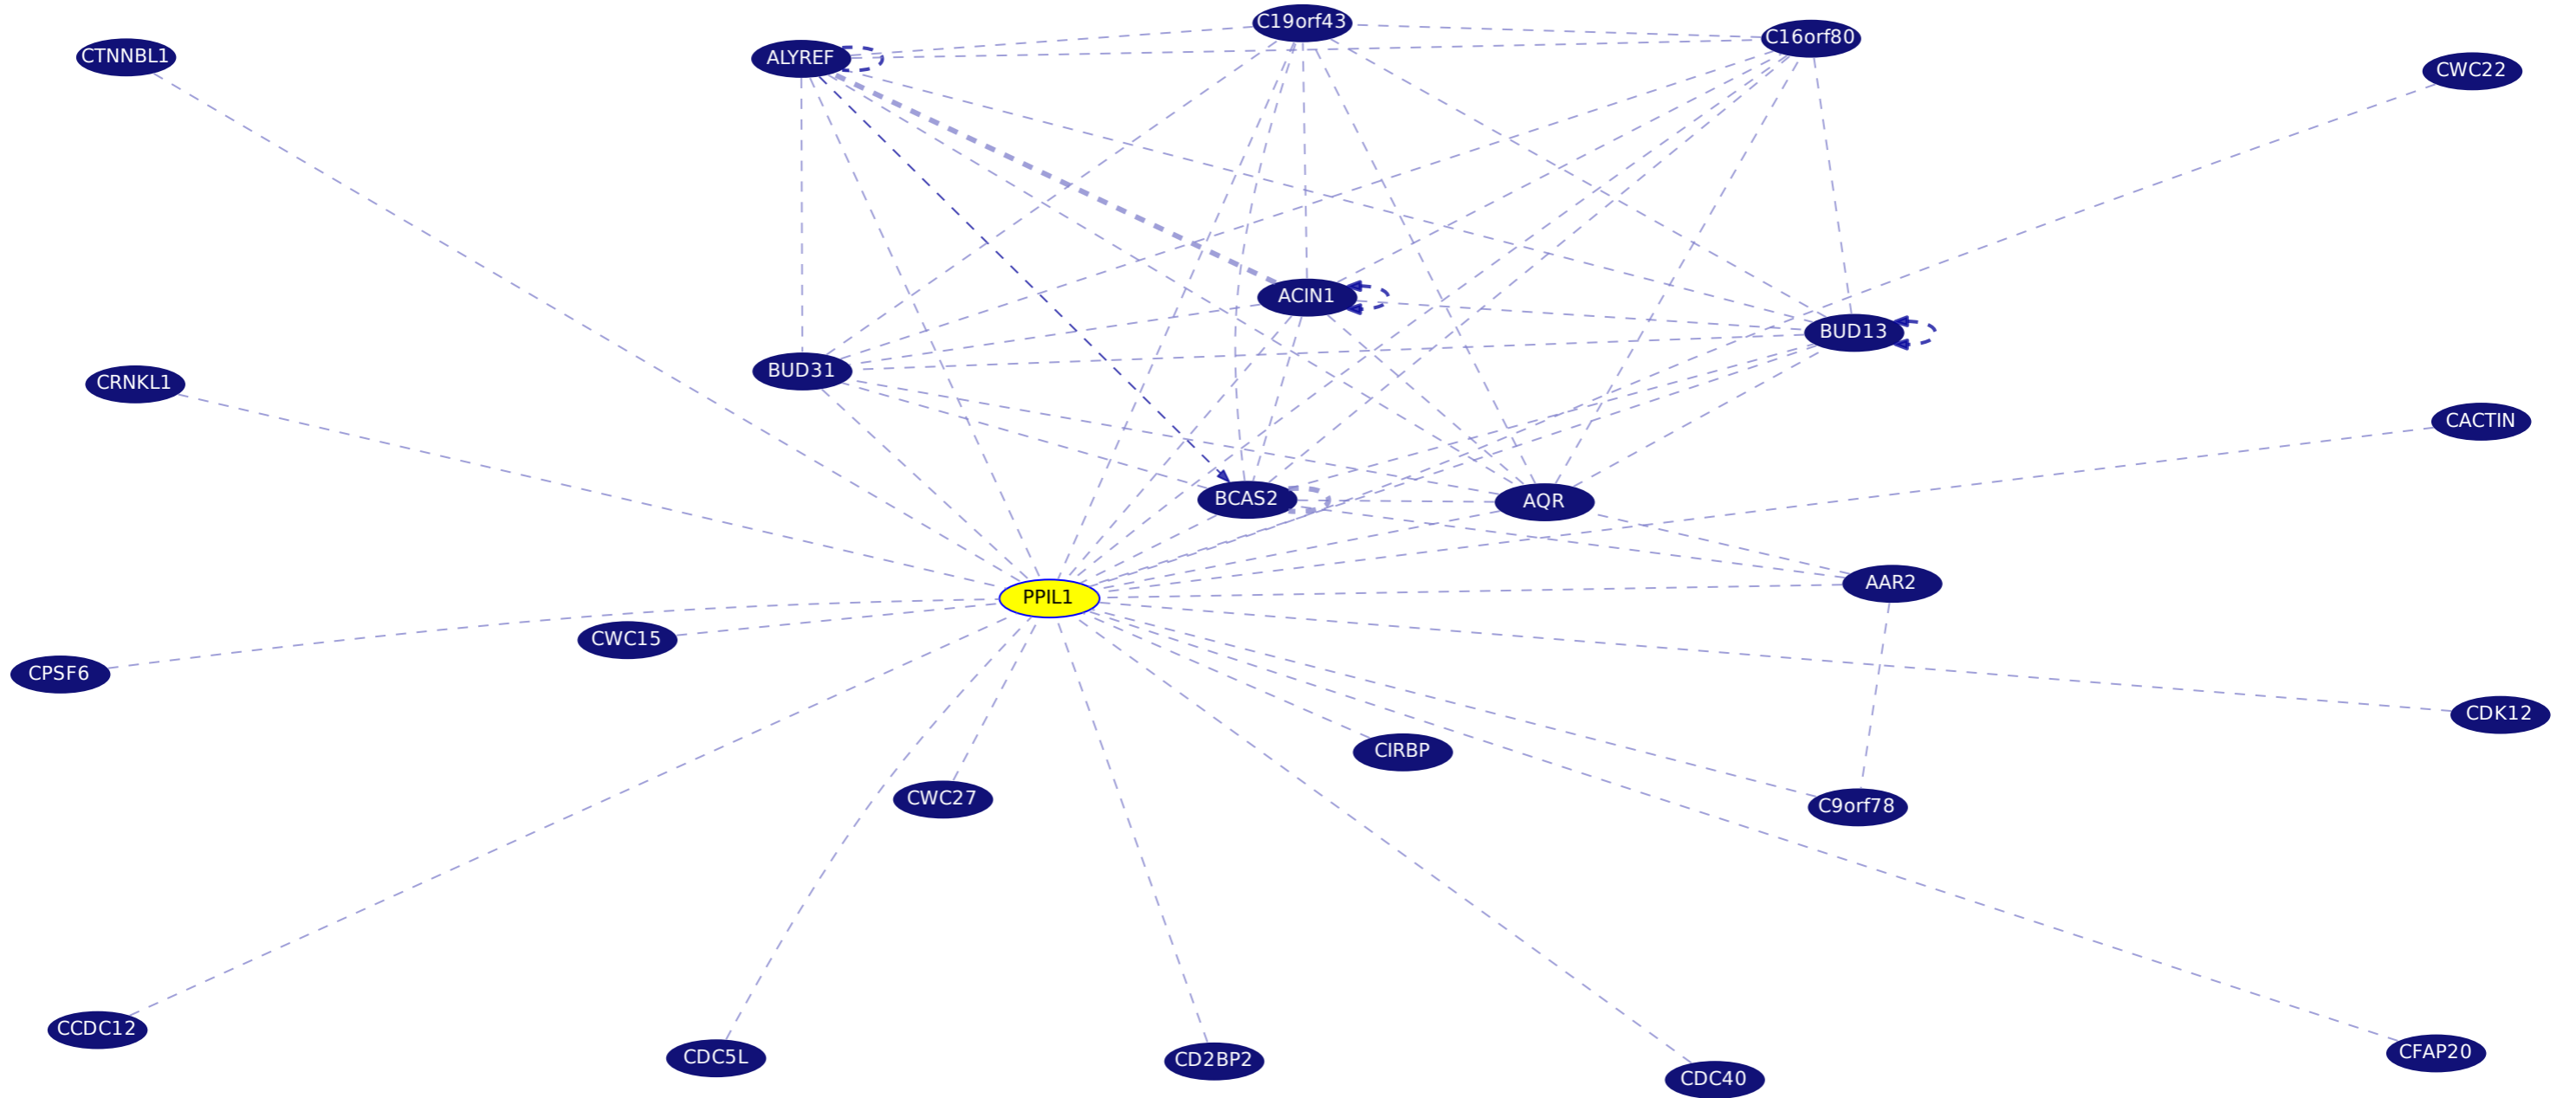 C19orf43
C16orf80
CTNNBL1
ALYREF
CWC22
ACIN1
BUD13
BUD31
CRNKL1
CACTIN
BCAS2
AQR
AAR2
PPIL1
CWC15
CPSF6
CDK12
CIRBP
CWC27
C9orf78
CCDC12
CDC5L
CD2BP2
CFAP20
CDC40